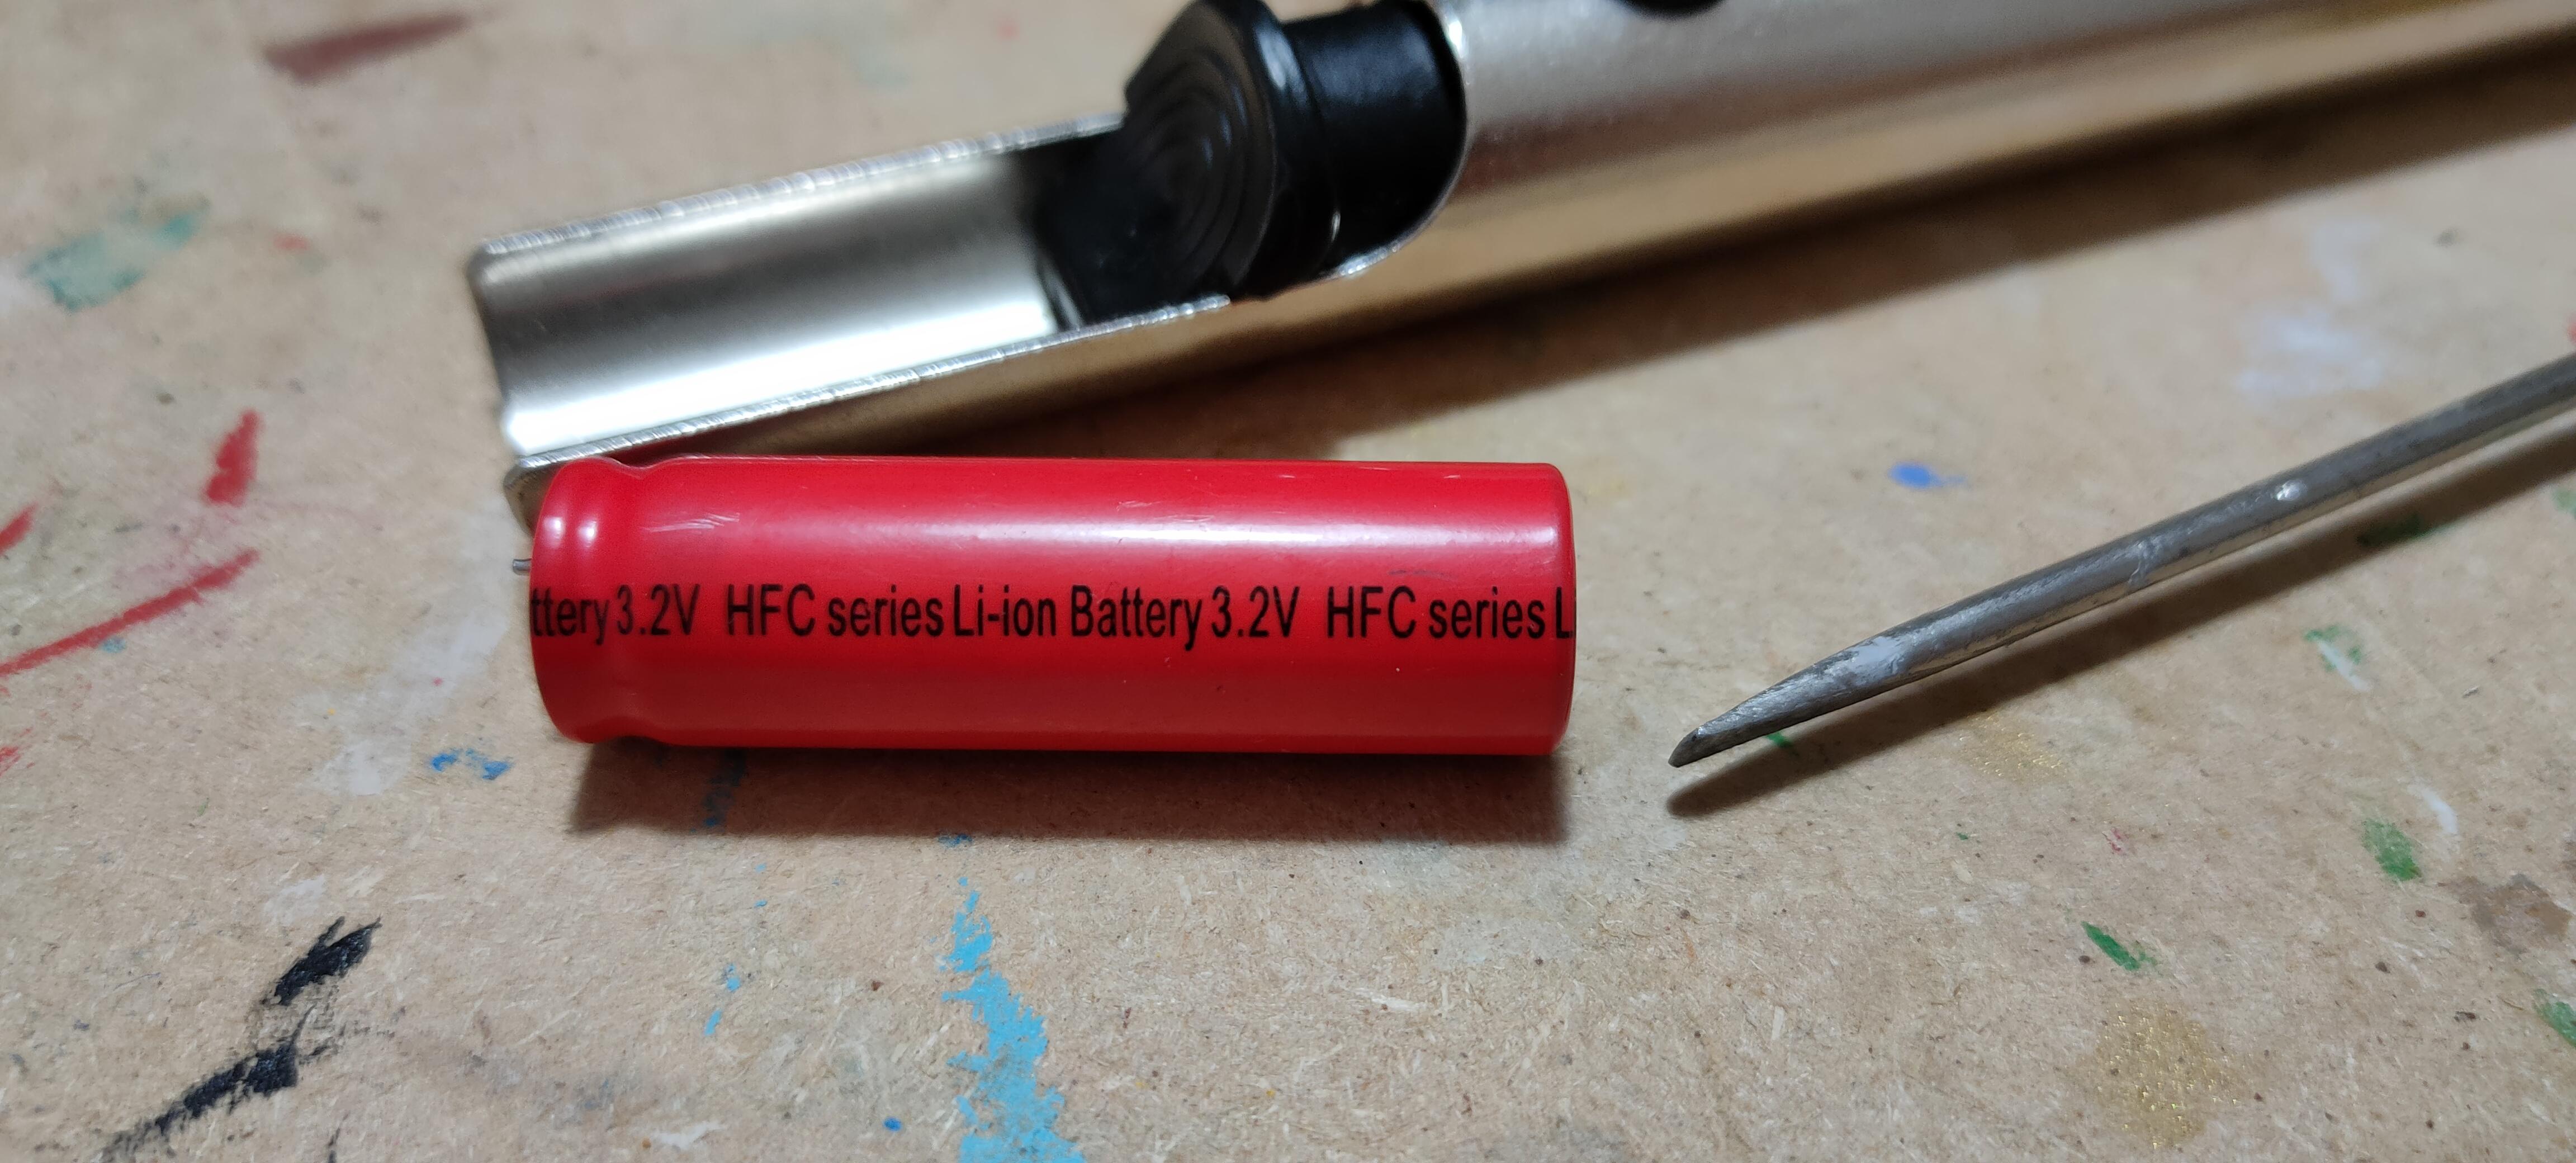 ttery 3.2V HFC series Li-ion Battery 3.2V HFC series L